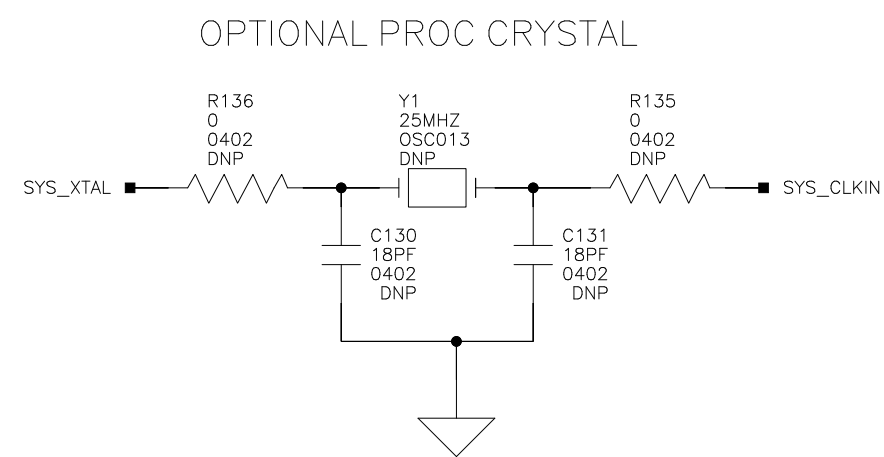 OPTIONAL PROC CRYSTAL
R136
0
0402
DNP
Y1
25MHZ
OSC013
DNP
R135
0
0402
DNP
SYS_XTAL
SYS_CLKIN
C130
18PF
0402
DNP
C131
18PF
0402
DNP